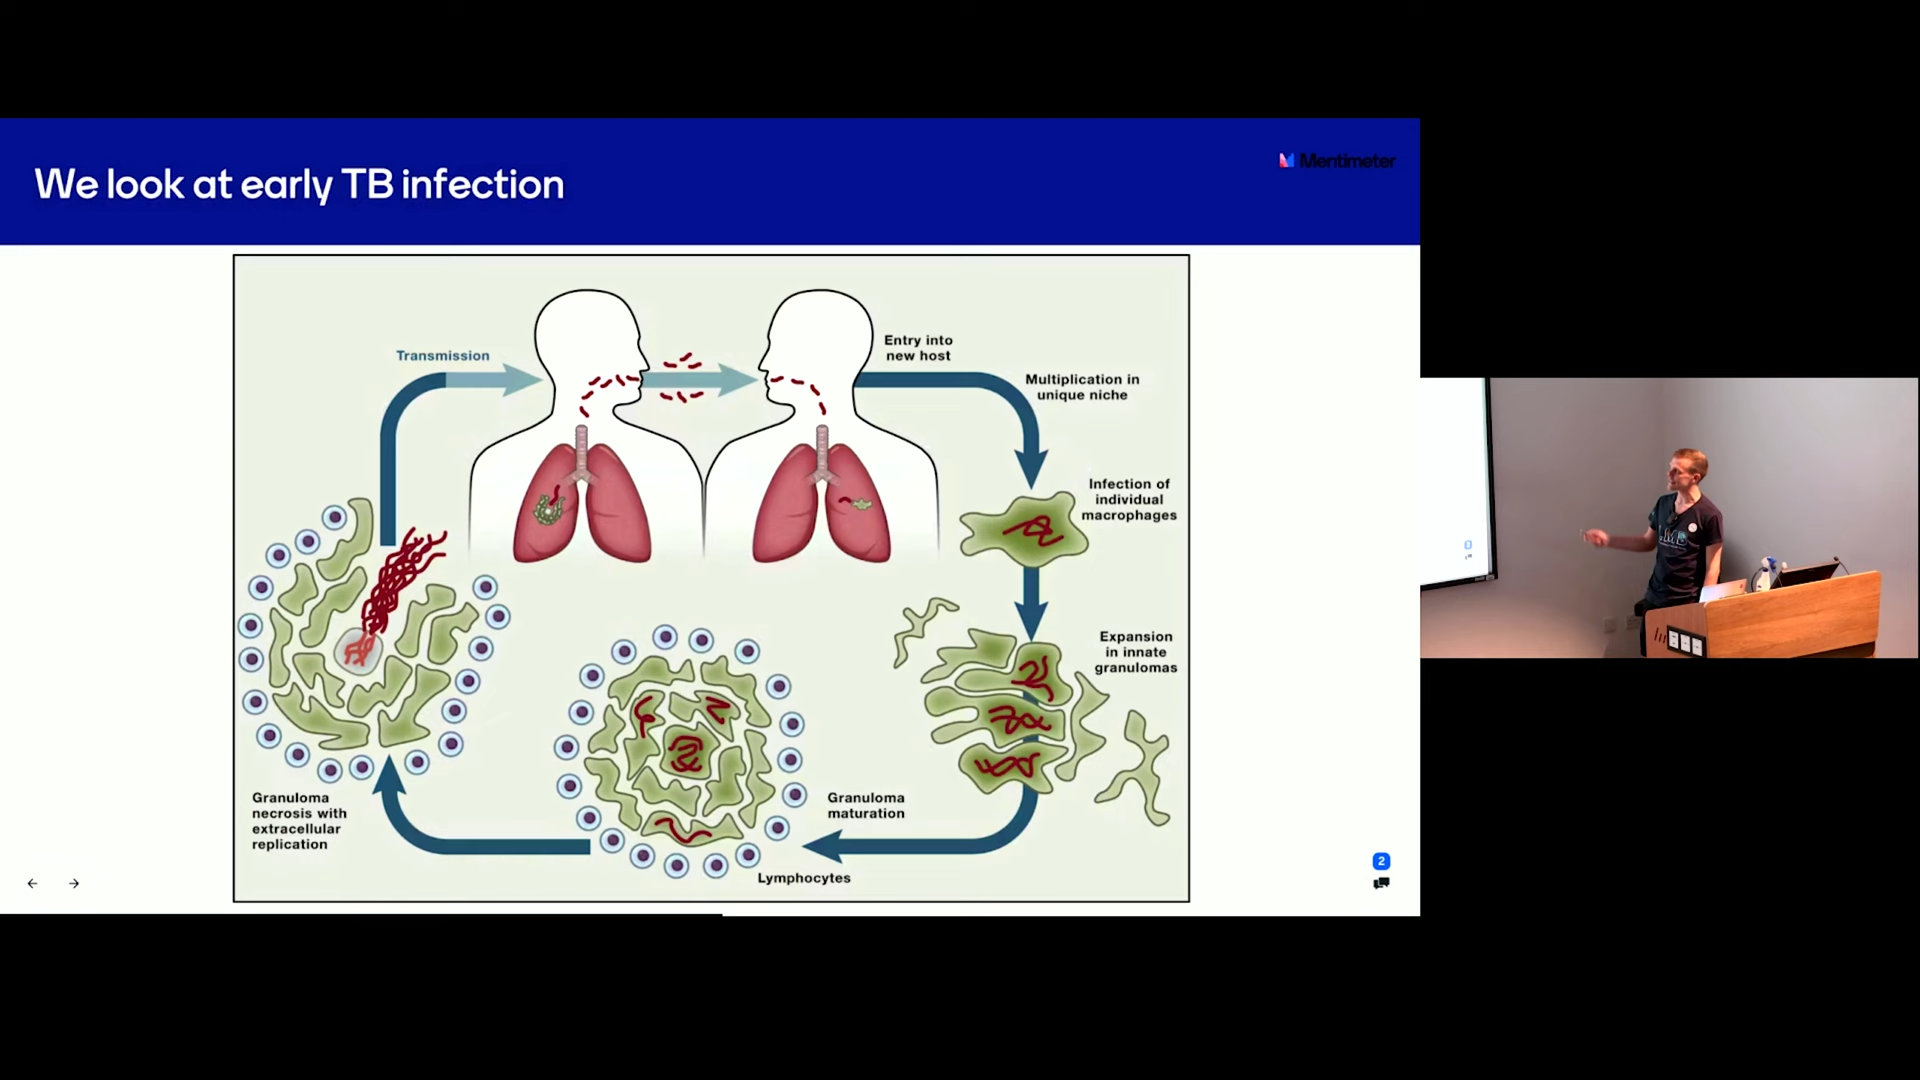 We look at early TB infection
Mentimeter
Transmission
Entry into
new host
Multiplication in
unique niche
Infection of
individual
macrophages
Expansion
in innate
granulomas
Granuloma
maturation
Lymphocytes
Granuloma
necrosis with
extracellular
replication
2